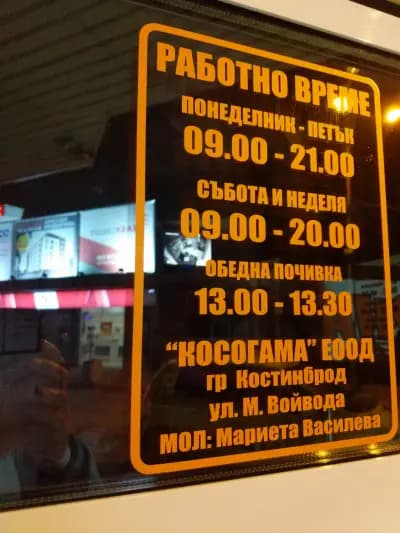 РАБОТНО ВРЕМЕ
ПОНЕДЕЛНИК - ПЕТЪК
09.00 - 21.00
СЪБОТА И НЕДЕЛЯ
09.00 - 20.00
ОБЕДНА ПОЧИВКА
13.00 - 13.30
“КОСОГАМА” ЕООД
гр Костинброд
ул. М. Войвода
МОЛ: Мариета Василева